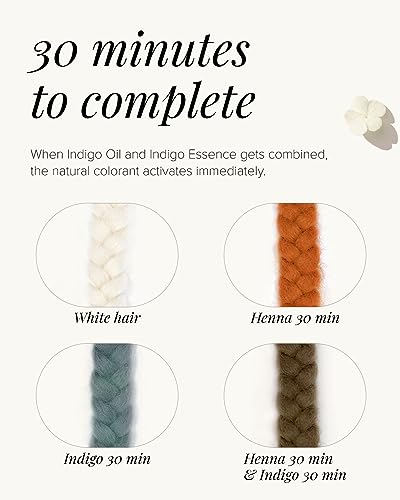 30 minutes
to complete
When Indigo Oil and Indigo Essence gets combined,
the natural colorant activates immediately.
White hair
Henna 30 min
Indigo 30 min
Henna 30 min
& Indigo 30 min